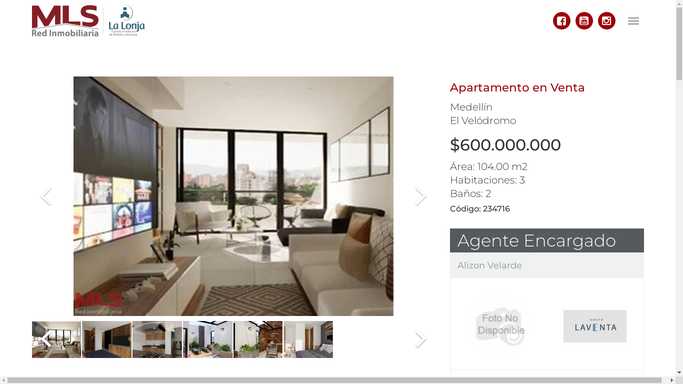 MLS
Red Inmobiliaria
La Lonja
Apartamento en Venta
Medellín
El Velódromo
$600.000.000
Área: 104.00 m2
Habitaciones: 3
Baños: 2
Código: 234716
Agente Encargado
Alizon Velarde
Foto No
Disponible
LAVENTA
MLS
Red Inmobiliaria